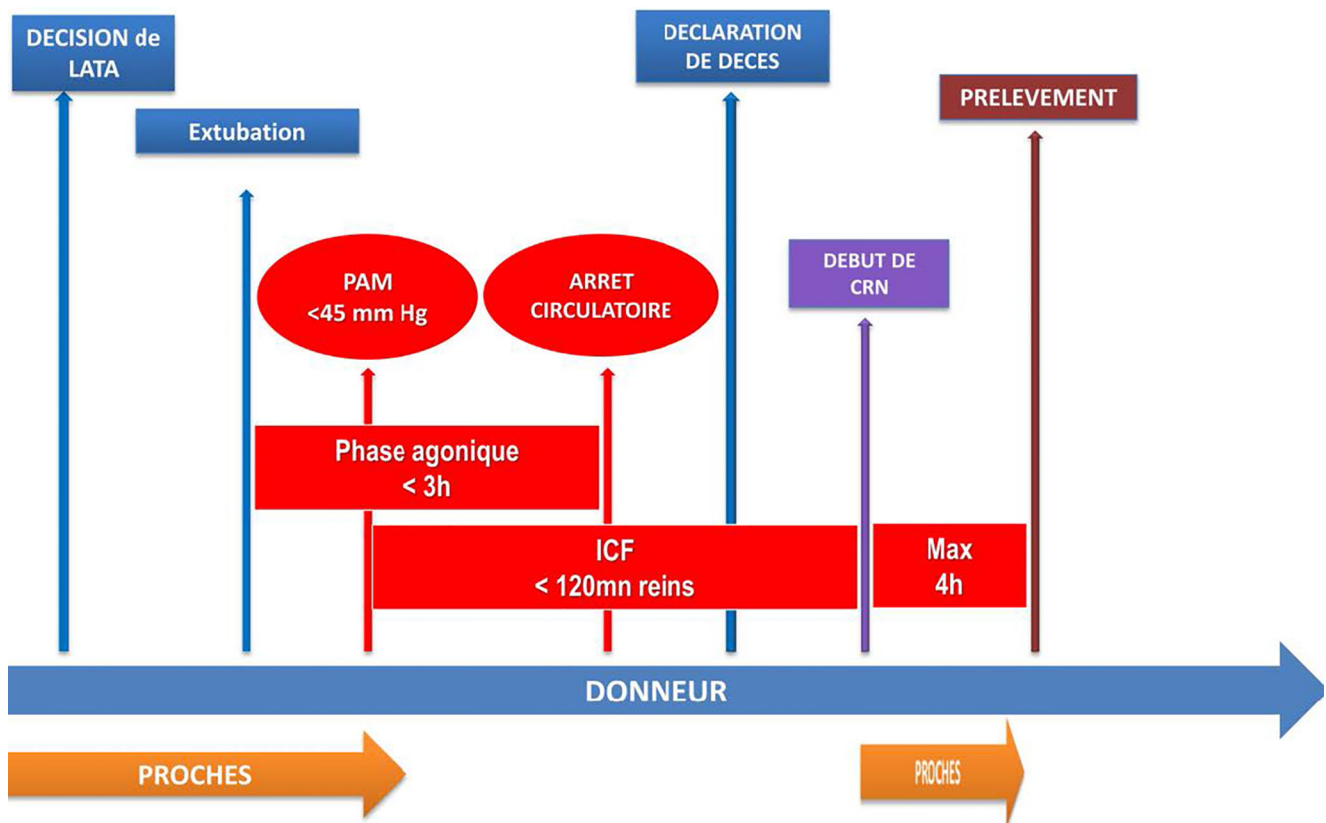 DÉCISION de
LATA
Extubation
PAM
<45 mm Hg
ARRET
CIRCULATOIRE
DECLARATION
DE DECES
DEBUT DE
CRN
PRELEVEMENT
Phase agonique
< 3h
ICF
< 120mn reins
Max
4h
DONNEUR
PROCHES
PROCHES